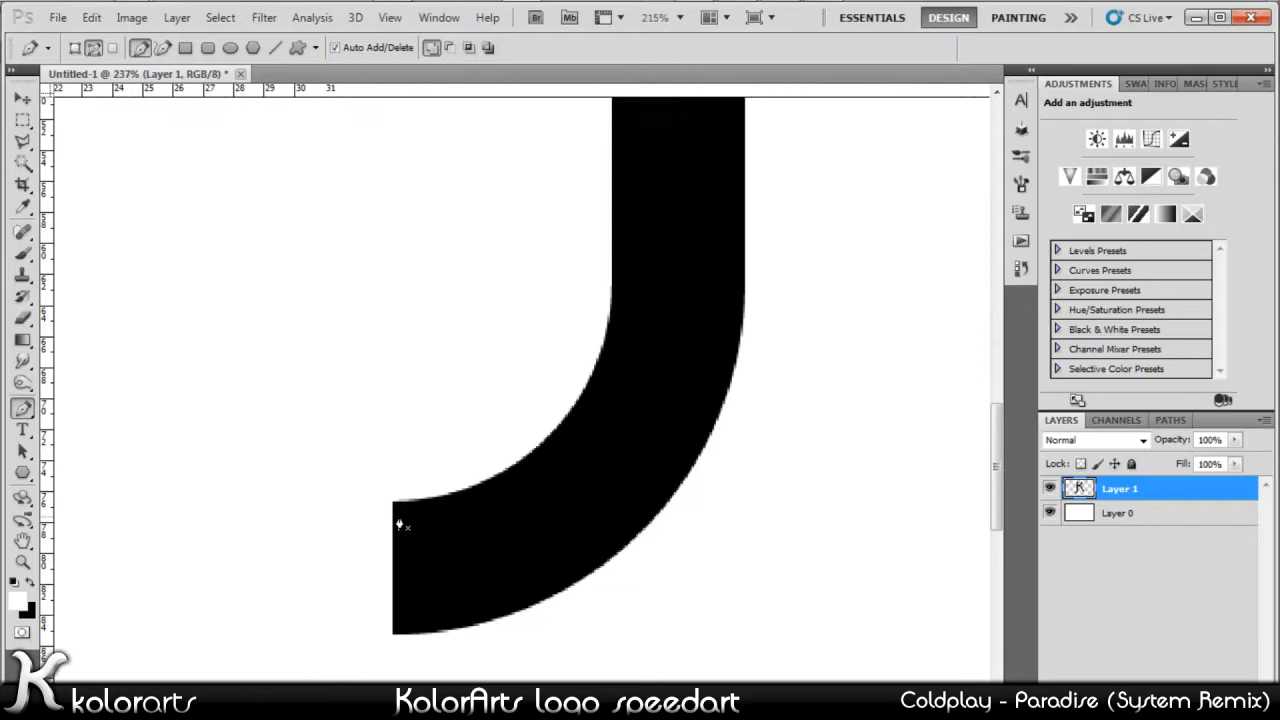 Ps File Edit Image Layer Select Filter Analysis 3D View Window Help Br Mb 215% ESSENTIALS DESIGN PAINTING CS Live
Auto Add/Delete
Untitled-1 @ 237% (Layer 1, RGB/8) *
22 23 24 25 26 27 28 29 30 31
ADJUSTMENTS SWA INFO MAS STYLE
Add an adjustment
Levels Presets
Curves Presets
Exposure Presets
Hue/Saturation Presets
Black & White Presets
Channel Mixer Presets
Selective Color Presets
LAYERS CHANNELS PATHS
Normal Opacity: 100%
Lock: Fill: 100%
Layer 1
Layer 0
K kolorarts KolorArts logo speedart Coldplay - Paradise (System Remix)